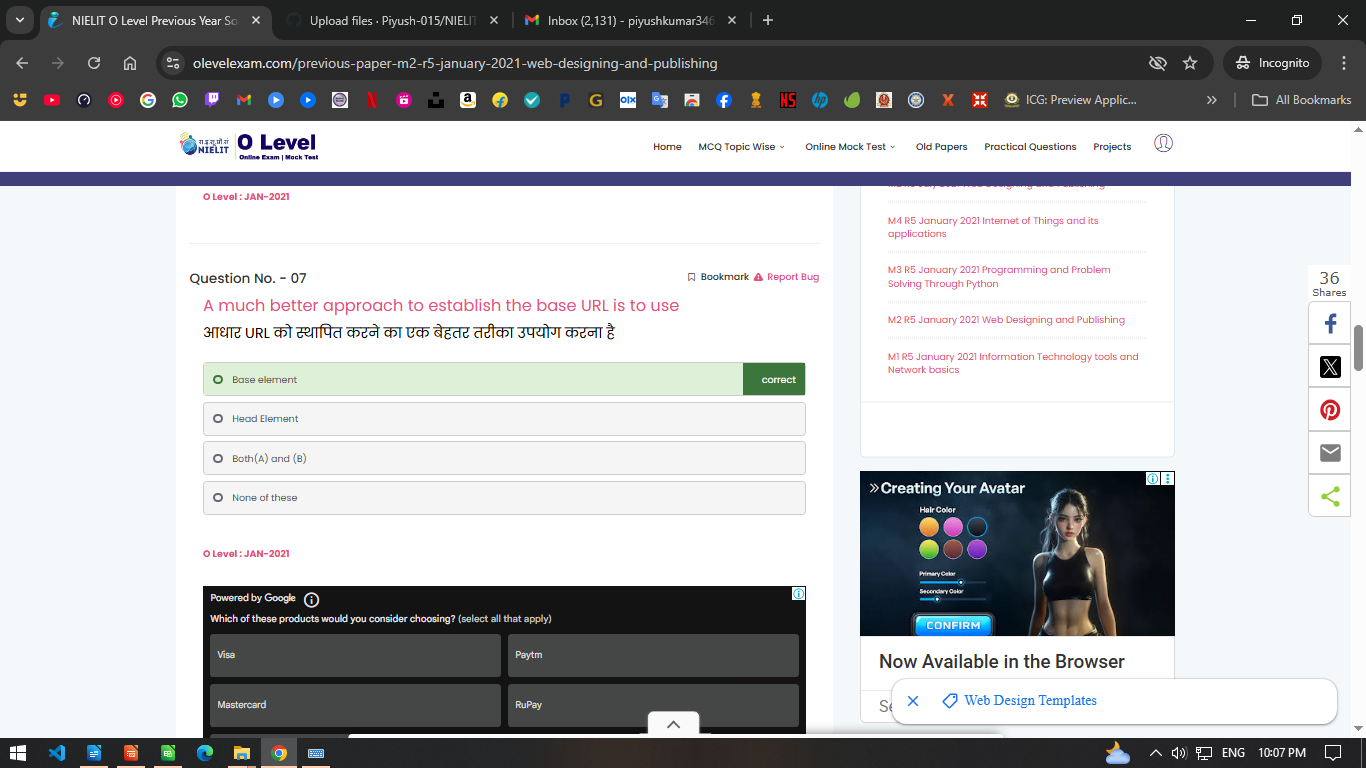 NIELIT O Level Previous Year So
Upload files · Piyush-015/NIELIT
Inbox (2,131) - piyushkumar346
olevelexam.com/previous-paper-m2-r5-january-2021-web-designing-and-publishing
Incognito
ICG: Preview Applic...
All Bookmarks
NIELIT
O Level
Online Exam | Mock Test
Home
MCQ Topic Wise
Online Mock Test
Old Papers
Practical Questions
Projects
O Level : JAN-2021
M4 R5 January 2021 Internet of Things and its
applications
M3 R5 January 2021 Programming and Problem
Solving Through Python
M2 R5 January 2021 Web Designing and Publishing
M1 R5 January 2021 Information Technology tools and
Network basics
Question No. - 07
Bookmark
Report Bug
A much better approach to establish the base URL is to use
आधार URL को स्थापित करने का एक बेहतर तरीका उपयोग करना है
Base element
correct
Head Element
Both(A) and (B)
None of these
O Level : JAN-2021
36
Shares
Powered by Google
Which of these products would you consider choosing? (select all that apply)
Visa
Paytm
Mastercard
RuPay
Creating Your Avatar
Hair Color
Primary Color
Secondary Color
CONFIRM
Now Available in the Browser
Web Design Templates
ENG
10:07 PM